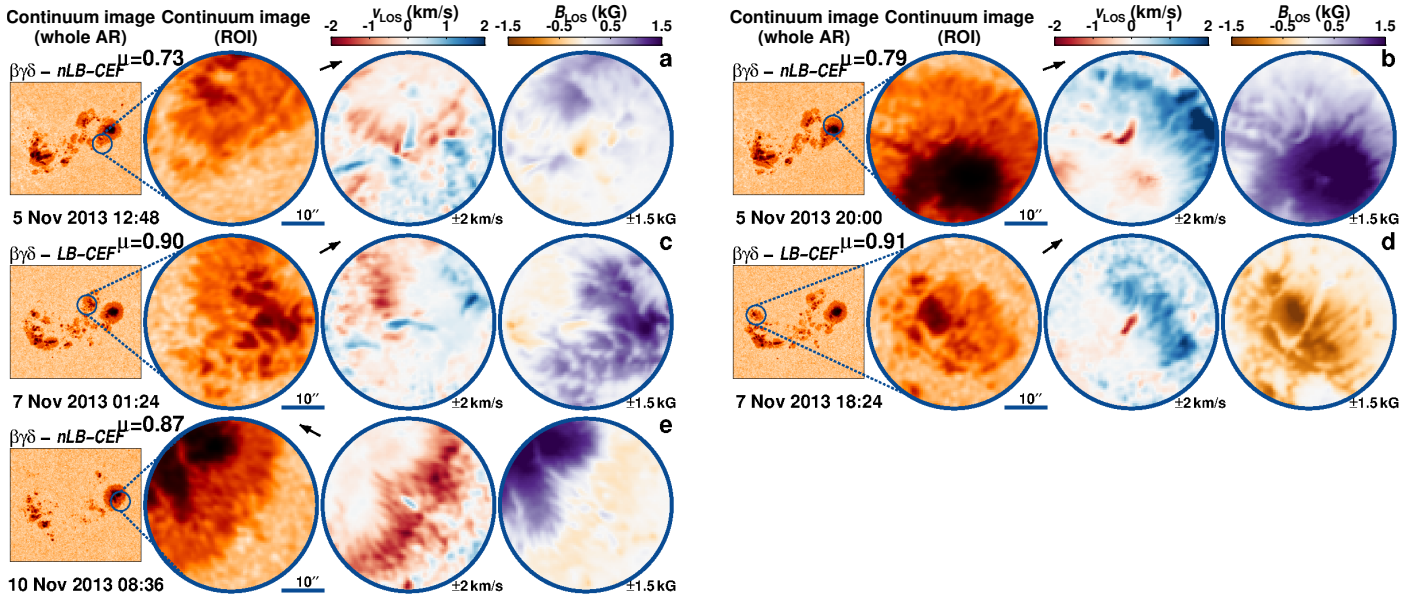 Continuum image Continuum image v_LOS (km/s) B_LOS (kG)
(whole AR) (ROI) -2 -1 0 1 2 -1.5 -0.5 0.5 1.5
βγδ − nLB−CEF μ=0.73 a
5 Nov 2013 12:48 10″ ±2 km/s ±1.5 kG
Continuum image Continuum image v_LOS (km/s) B_LOS (kG)
(whole AR) (ROI) -2 -1 0 1 2 -1.5 -0.5 0.5 1.5
βγδ − nLB−CEF μ=0.79 b
5 Nov 2013 20:00 10″ ±2 km/s ±1.5 kG
βγδ − LB−CEF μ=0.90 c
7 Nov 2013 01:24 10″ ±2 km/s ±1.5 kG
βγδ − LB−CEF μ=0.91 d
7 Nov 2013 18:24 10″ ±2 km/s ±1.5 kG
βγδ − nLB−CEF μ=0.87 e
10 Nov 2013 08:36 10″ ±2 km/s ±1.5 kG